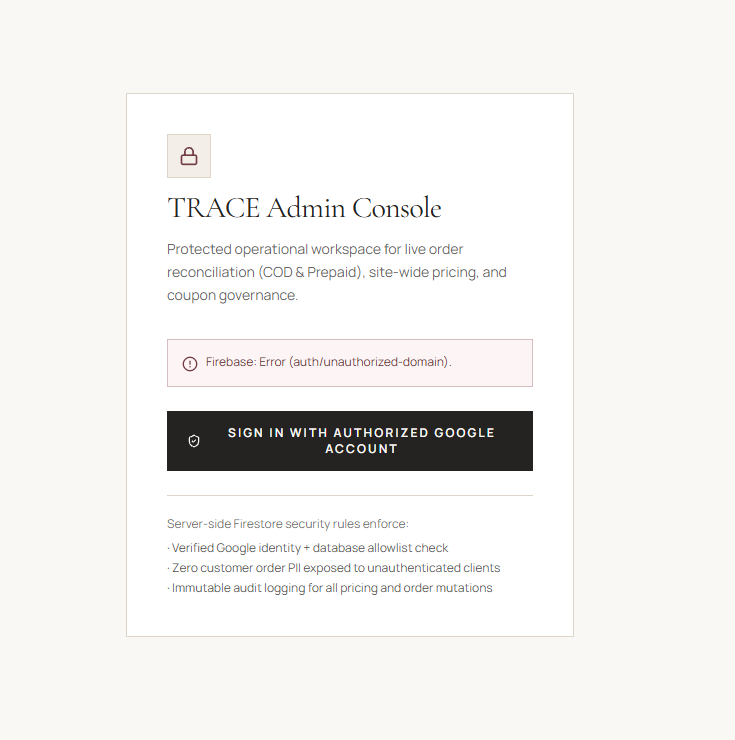 TRACE Admin Console
Protected operational workspace for live order
reconciliation (COD & Prepaid), site-wide pricing, and
coupon governance.
Firebase: Error (auth/unauthorized-domain).
SIGN IN WITH AUTHORIZED GOOGLE
ACCOUNT
Server-side Firestore security rules enforce:
· Verified Google identity + database allowlist check
· Zero customer order PII exposed to unauthenticated clients
· Immutable audit logging for all pricing and order mutations